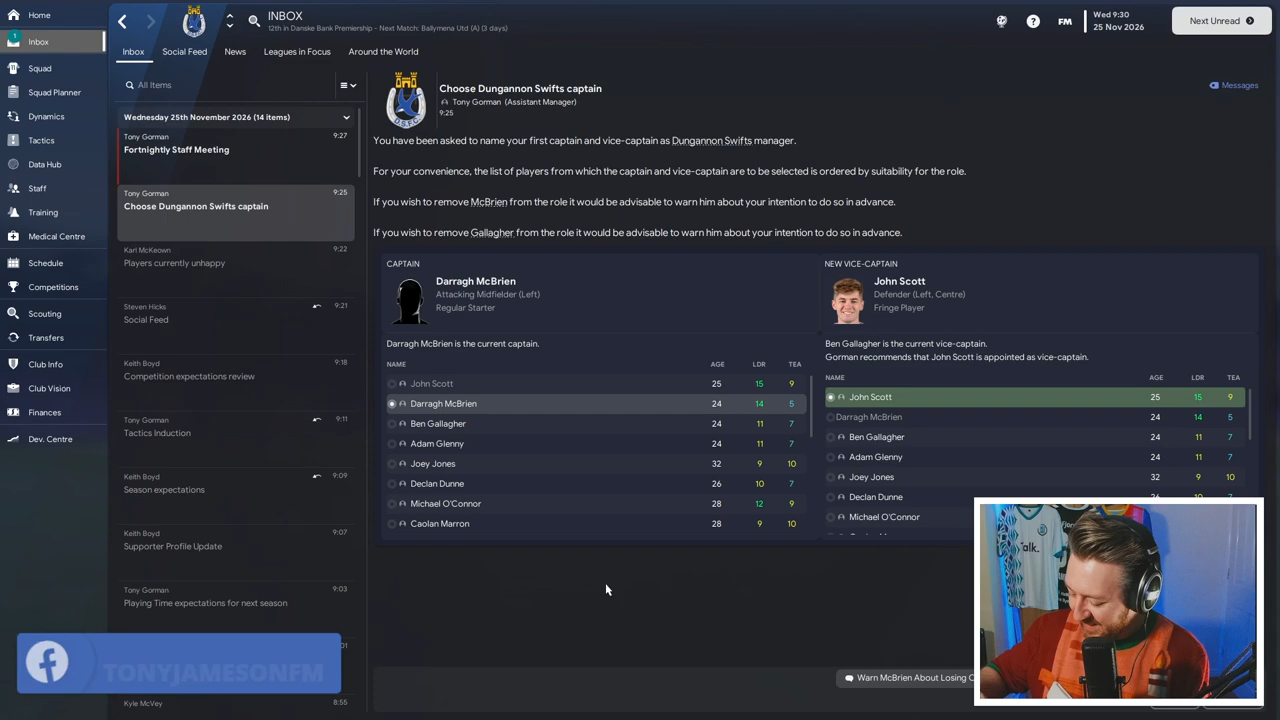 Home
1
Inbox
Squad
Squad Planner
Dynamics
Tactics
Data Hub
Staff
Training
Medical Centre
Schedule
Competitions
Scouting
Transfers
Club Info
Club Vision
Finances
Dev. Centre
INBOX
12th in Danske Bank Premiership - Next Match: Ballymena Utd (A) (3 days)
FM
Wed 9:30
25 Nov 2026
Next Unread
Inbox
Social Feed
News
Leagues in Focus
Around the World
All Items
Wednesday 25th November 2026 (14 items)
Tony Gorman 9:27
Fortnightly Staff Meeting
Tony Gorman 9:25
Choose Dungannon Swifts captain
Karl McKeown 9:22
Players currently unhappy
Steven Hicks 9:21
Social Feed
Keith Boyd 9:18
Competition expectations review
Tony Gorman 9:11
Tactics Induction
Keith Boyd 9:09
Season expectations
Keith Boyd 9:07
Supporter Profile Update
Tony Gorman 9:03
Playing Time expectations for next season
TONYJAMESONFM
Kyle McVey 8:55
Choose Dungannon Swifts captain
Tony Gorman (Assistant Manager)
9:25
Messages
You have been asked to name your first captain and vice-captain as Dungannon Swifts manager.
For your convenience, the list of players from which the captain and vice-captain are to be selected is ordered by suitability for the role.
If you wish to remove McBrien from the role it would be advisable to warn him about your intention to do so in advance.
If you wish to remove Gallagher from the role it would be advisable to warn him about your intention to do so in advance.
CAPTAIN
Darragh McBrien
Attacking Midfielder (Left)
Regular Starter
Darragh McBrien is the current captain.
NAME AGE LDR TEA
John Scott 25 15 9
Darragh McBrien 24 14 5
Ben Gallagher 24 11 7
Adam Glenny 24 11 7
Joey Jones 32 9 10
Declan Dunne 26 10 7
Michael O'Connor 28 12 9
Caolan Marron 28 9 10
NEW VICE-CAPTAIN
John Scott
Defender (Left, Centre)
Fringe Player
Ben Gallagher is the current vice-captain.
Gorman recommends that John Scott is appointed as vice-captain.
NAME AGE LDR TEA
John Scott 25 15 9
Darragh McBrien 24 14 5
Ben Gallagher 24 11 7
Adam Glenny 24 11 7
Joey Jones 32 9 10
Declan Dunne
Michael O'Connor
Warn McBrien About Losing C
Talk.